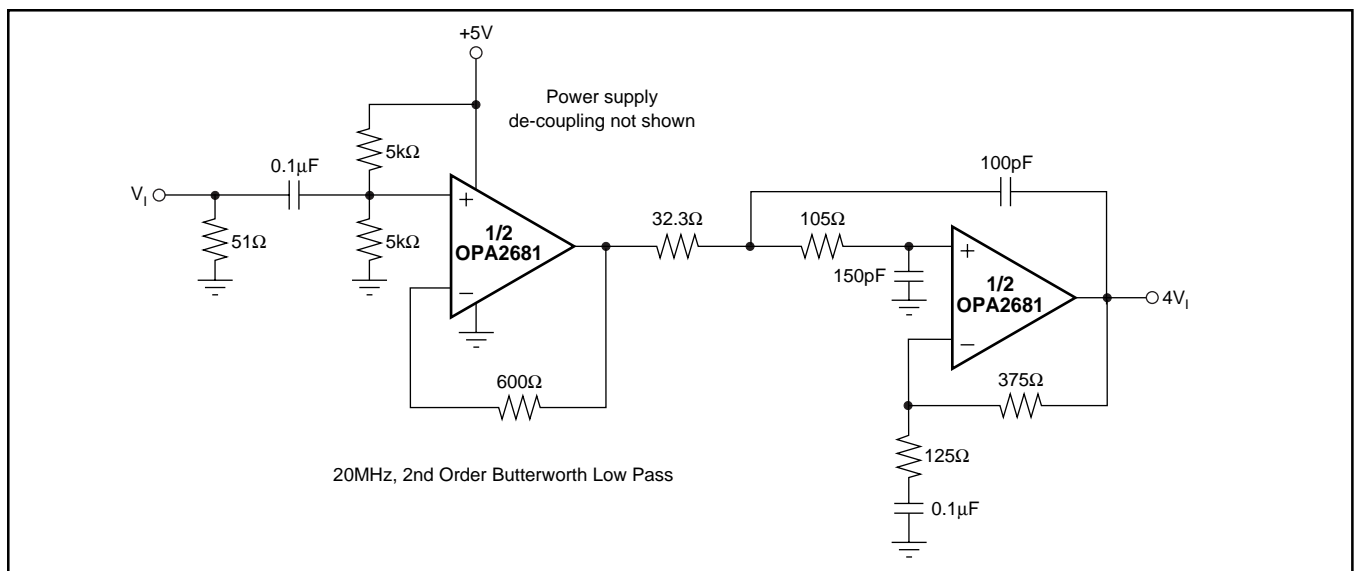 +5V
Power supply
de-coupling not shown
5kΩ
0.1µF
V_I
+
1/2
OPA2681
−
51Ω
5kΩ
600Ω
32.3Ω
105Ω
100pF
150pF
+
1/2
OPA2681
−
4V_I
375Ω
125Ω
0.1µF
20MHz, 2nd Order Butterworth Low Pass